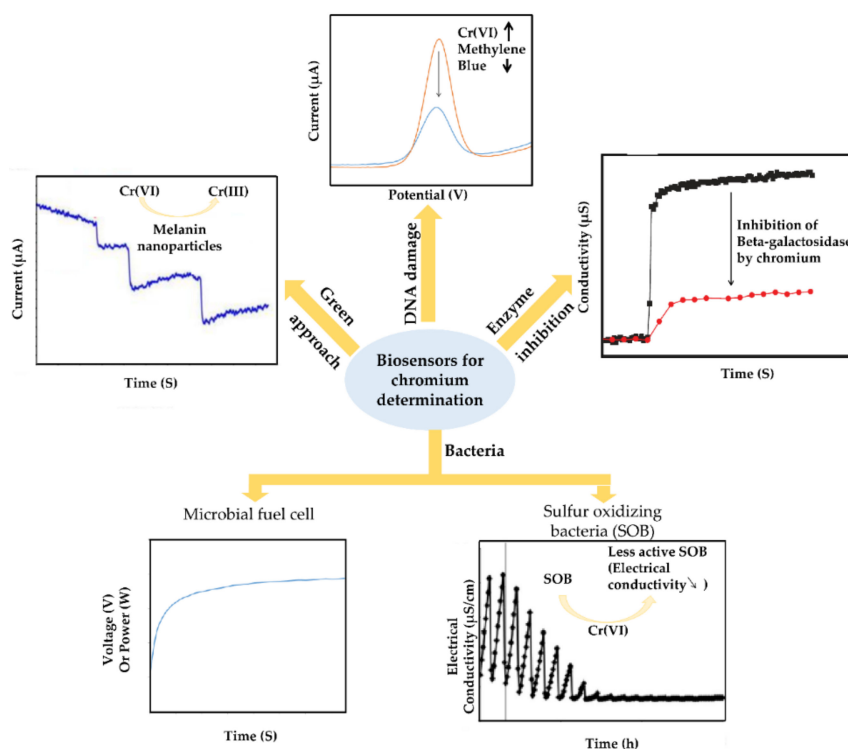 Cr(VI) ↑
Methylene
Blue ↓
Current (µA)
Potential (V)
Cr(VI)
Cr(III)
Melanin
nanoparticles
Current (µA)
Time (S)
Inhibition of
Beta-galactosidase
by chromium
Conductivity (µS)
Time (S)
Green
approach
DNA damage
Enzyme
inhibition
Biosensors for
chromium
determination
Bacteria
Microbial fuel cell
Voltage (V)
Or Power (W)
Time (S)
Sulfur oxidizing
bacteria (SOB)
Less active SOB
(Electrical
conductivity↘ )
SOB
Cr(VI)
Electrical
Conductivity (µS/cm)
Time (h)